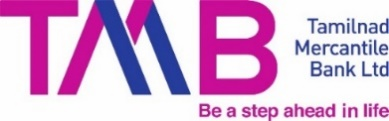 TMB
Tamilnad
Mercantile
Bank Ltd
Be a step ahead in life